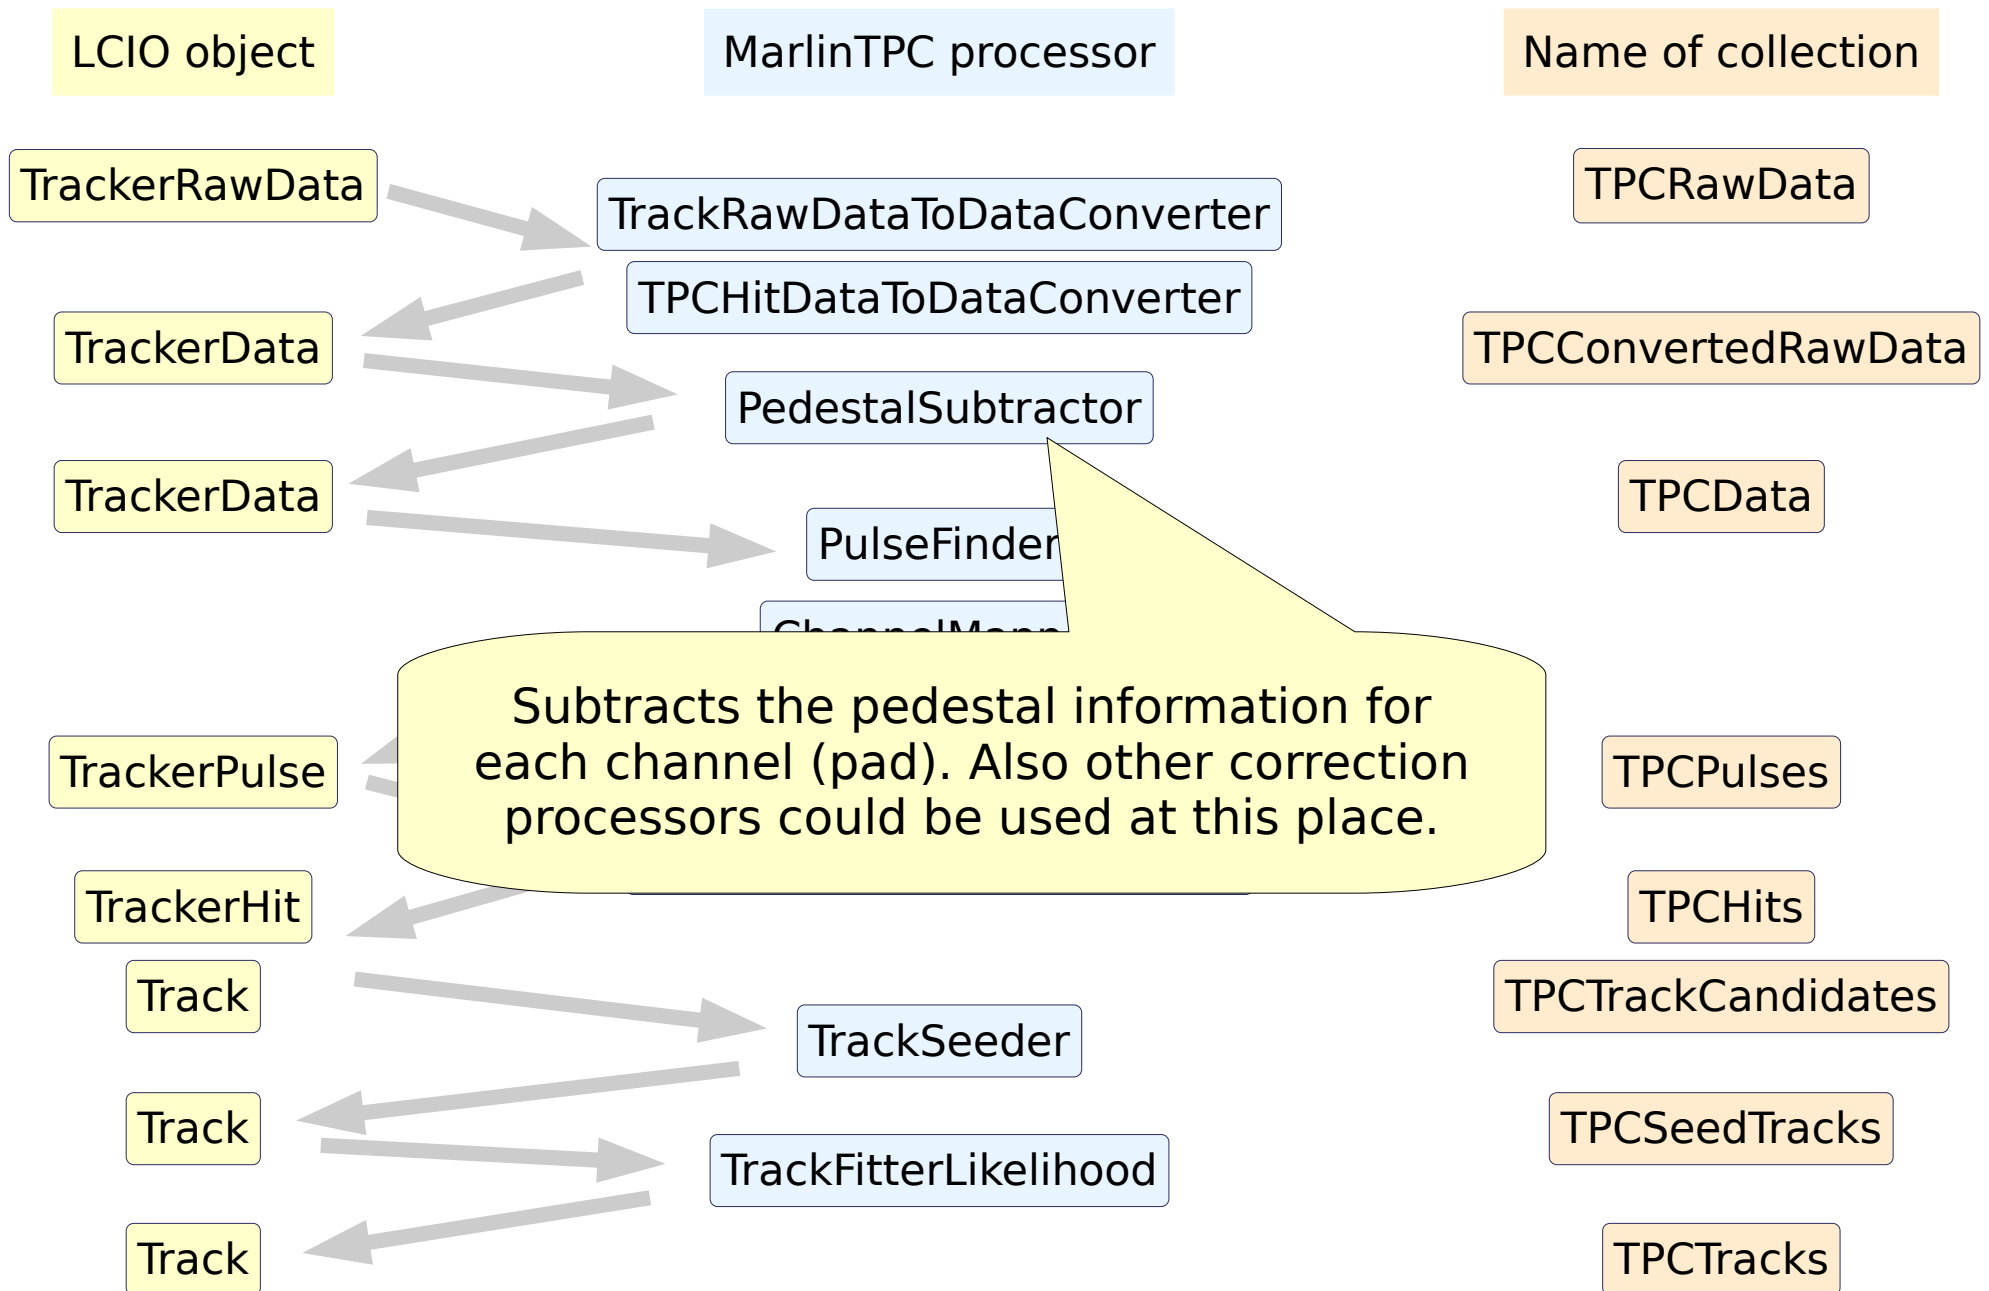 LCIO object
MarlinTPC processor
Name of collection
TrackerRawData
TPCRawData
TrackRawDataToDataConverter
TPCHitDataToDataConverter
TrackerData
TPCConvertedRawData
PedestalSubtractor
TrackerData
TPCData
PulseFinder
Subtracts the pedestal information for
each channel (pad). Also other correction
processors could be used at this place.
TrackerPulse
TPCPulses
TrackerHit
TPCHits
Track
TPCTrackCandidates
TrackSeeder
Track
TPCSeedTracks
TrackFitterLikelihood
Track
TPCTracks